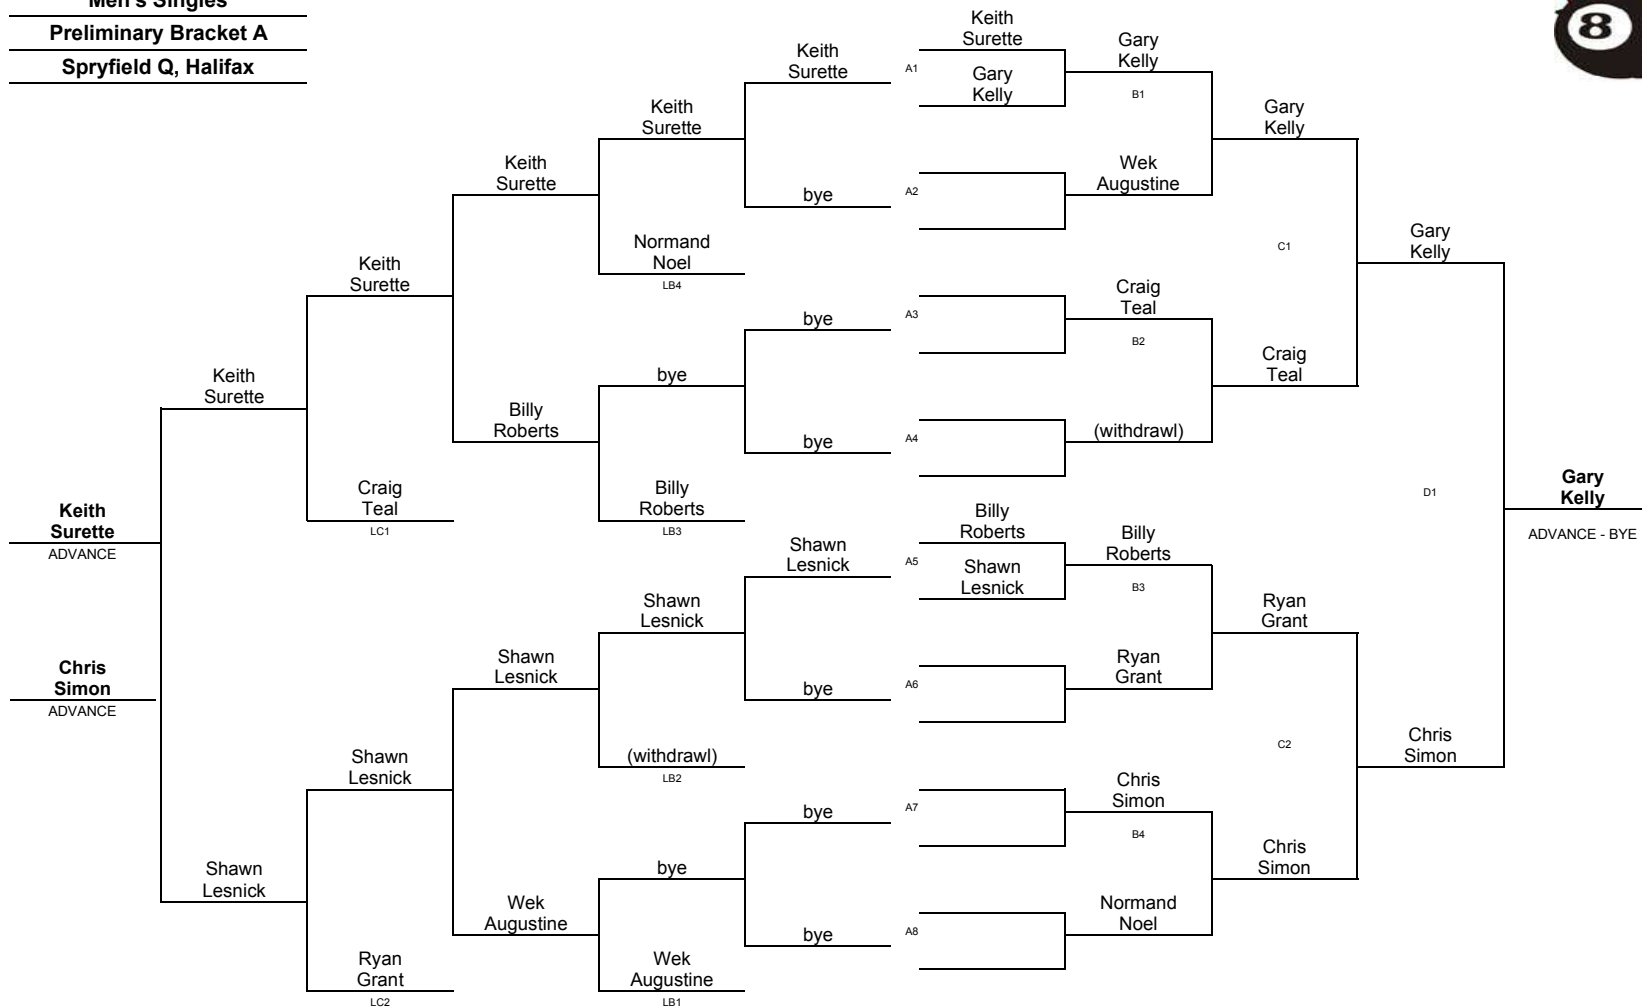 Men's Singles
Preliminary Bracket A
Spryfield Q, Halifax
8
Keith
Surette
ADVANCE
Chris
Simon
ADVANCE
Keith
Surette
Shawn
Lesnick
Keith
Surette
Craig
Teal
LC1
Shawn
Lesnick
Ryan
Grant
LC2
Keith
Surette
Billy
Roberts
Shawn
Lesnick
Wek
Augustine
Keith
Surette
Normand
Noel
LB4
bye
Billy
Roberts
LB3
Shawn
Lesnick
(withdrawl)
LB2
bye
Wek
Augustine
LB1
Keith
Surette
bye
bye
bye
Shawn
Lesnick
bye
bye
bye
A1
A2
A3
A4
A5
A6
A7
A8
Keith
Surette
Gary
Kelly
Billy
Roberts
Shawn
Lesnick
Gary
Kelly
B1
Wek
Augustine
Craig
Teal
B2
(withdrawl)
Billy
Roberts
B3
Ryan
Grant
Chris
Simon
B4
Normand
Noel
Gary
Kelly
C1
Craig
Teal
Ryan
Grant
C2
Chris
Simon
Gary
Kelly
D1
Chris
Simon
Gary
Kelly
ADVANCE - BYE